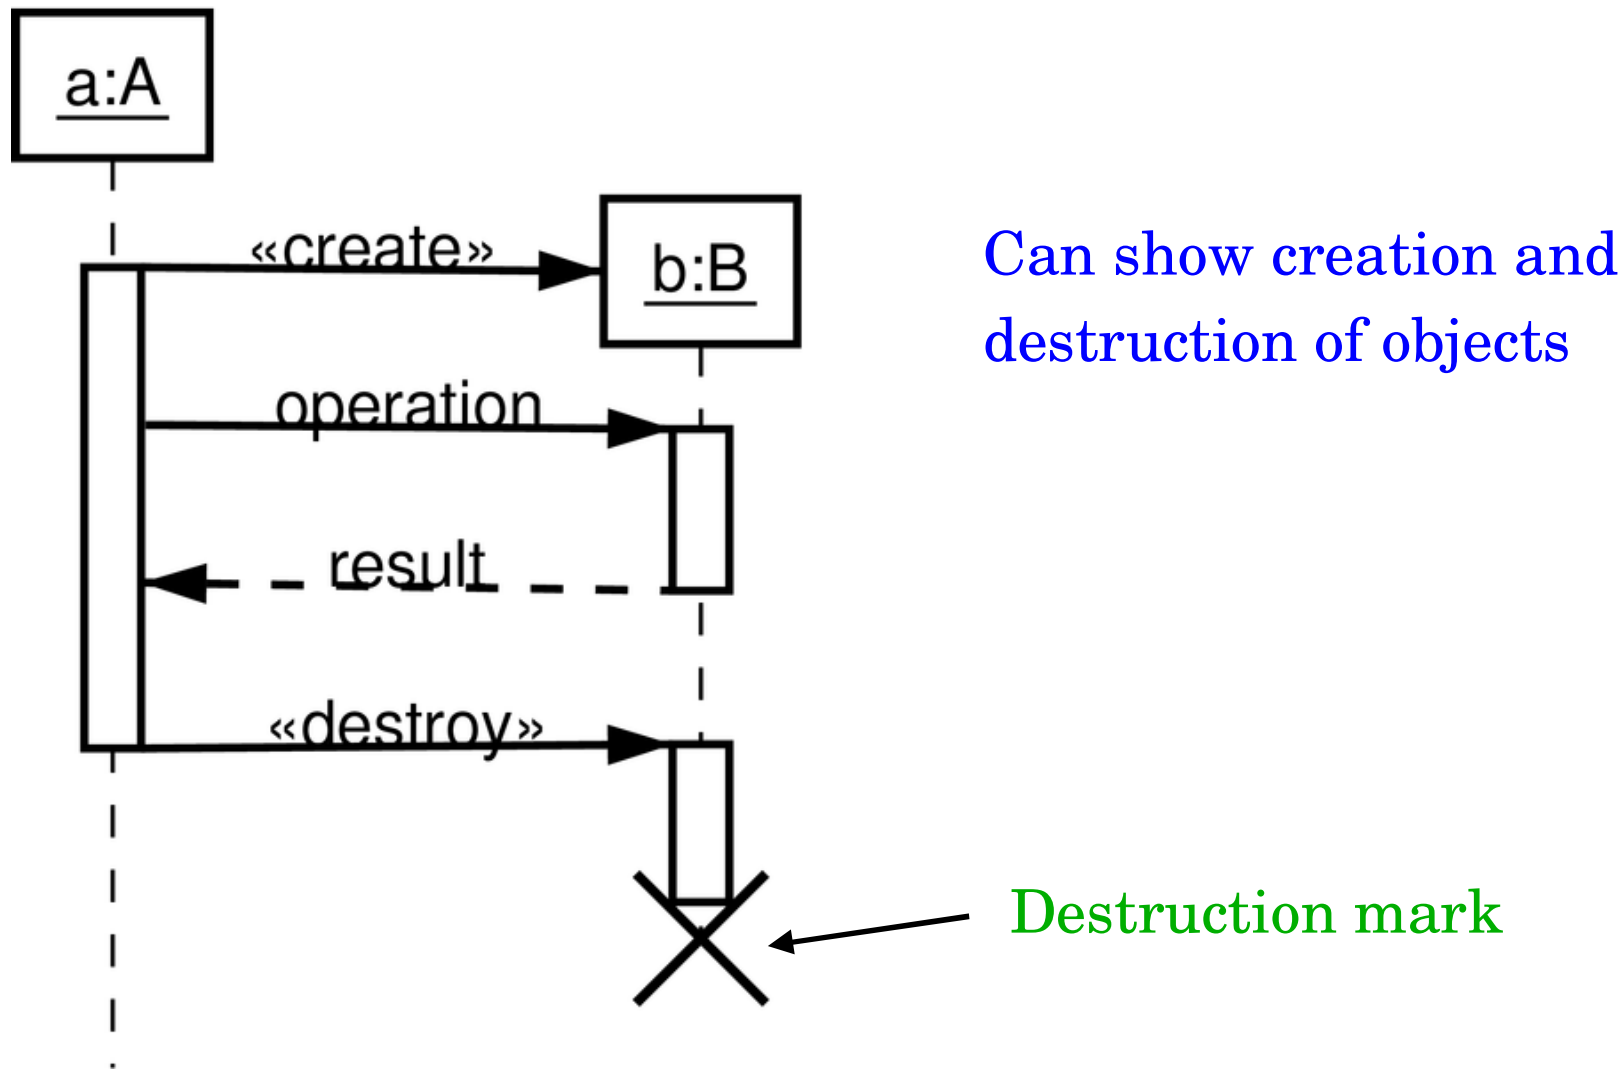 a:A
«create»
b:B
Can show creation and
destruction of objects
operation
result
«destroy»
Destruction mark